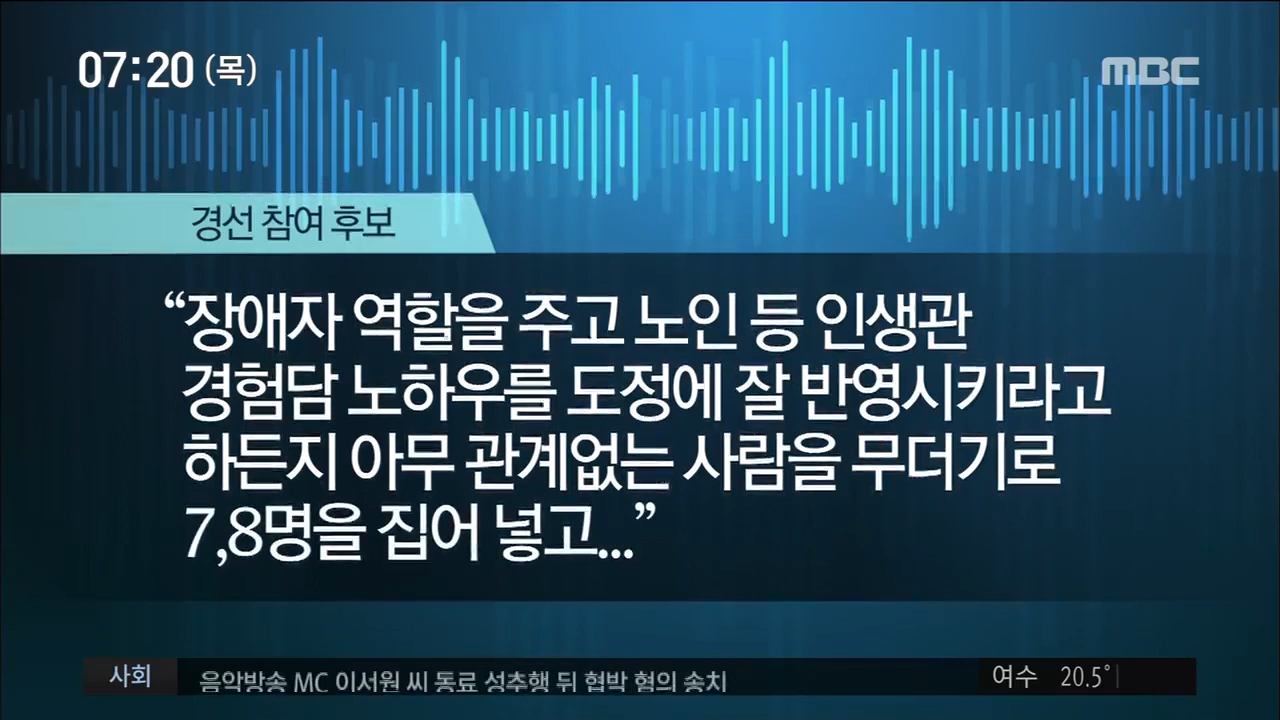 07:20 (목)
MBC
경선 참여 후보
“장애자 역할을 주고 노인 등 인생관
경험담 노하우를 도정에 잘 반영시키라고
하든지 아무 관계없는 사람을 무더기로
7,8명을 집어 넣고...”
사회 음악방송 MC 이서원 씨 동료 성추행 뒤 협박 혐의 송치 여수 20.5°